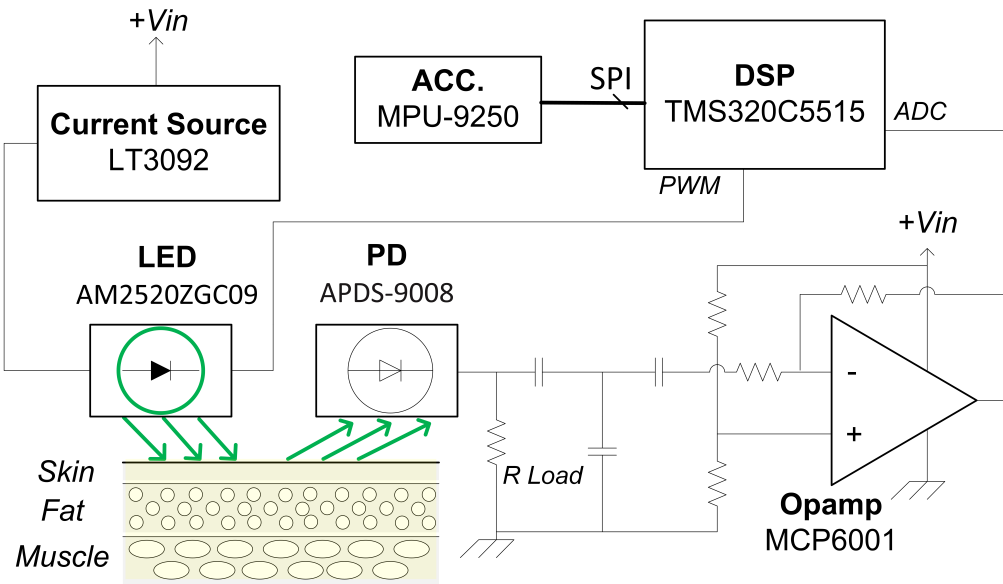 +Vin
Current Source
LT3092
ACC.
MPU-9250
SPI
DSP
TMS320C5515
ADC
PWM
+Vin
LED
AM2520ZGC09
PD
APDS-9008
-
+
R Load
Skin
Fat
Muscle
Opamp
MCP6001